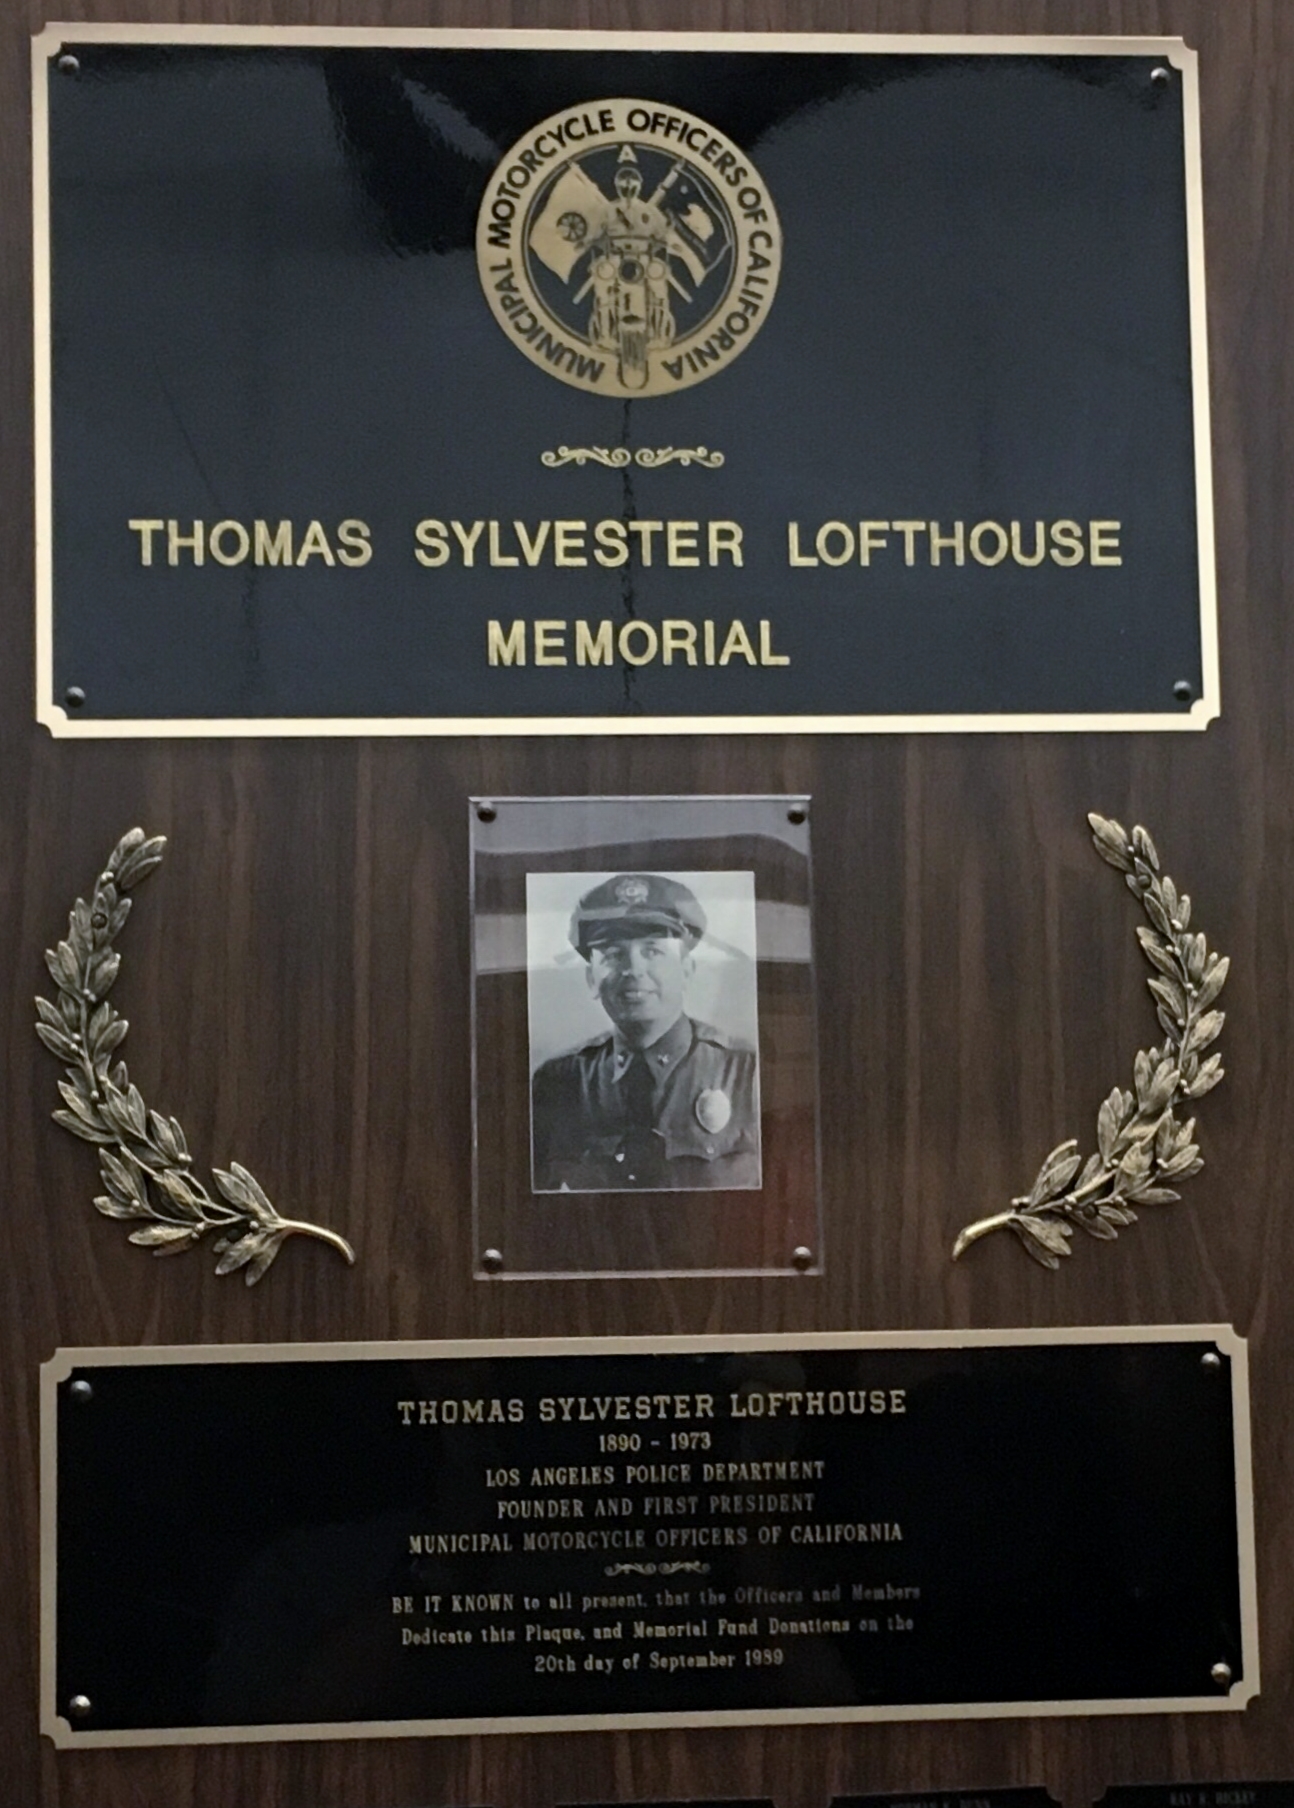 MUNICIPAL MOTORCYCLE OFFICERS OF CALIFORNIA
THOMAS SYLVESTER LOFTHOUSE
MEMORIAL
THOMAS SYLVESTER LOFTHOUSE
1890 - 1973
LOS ANGELES POLICE DEPARTMENT
FOUNDER AND FIRST PRESIDENT
MUNICIPAL MOTORCYCLE OFFICERS OF CALIFORNIA
BE IT KNOWN to all present, that the Officers and Members
Dedicate this Plaque, and Memorial Fund Donations on the
20th day of September 1989